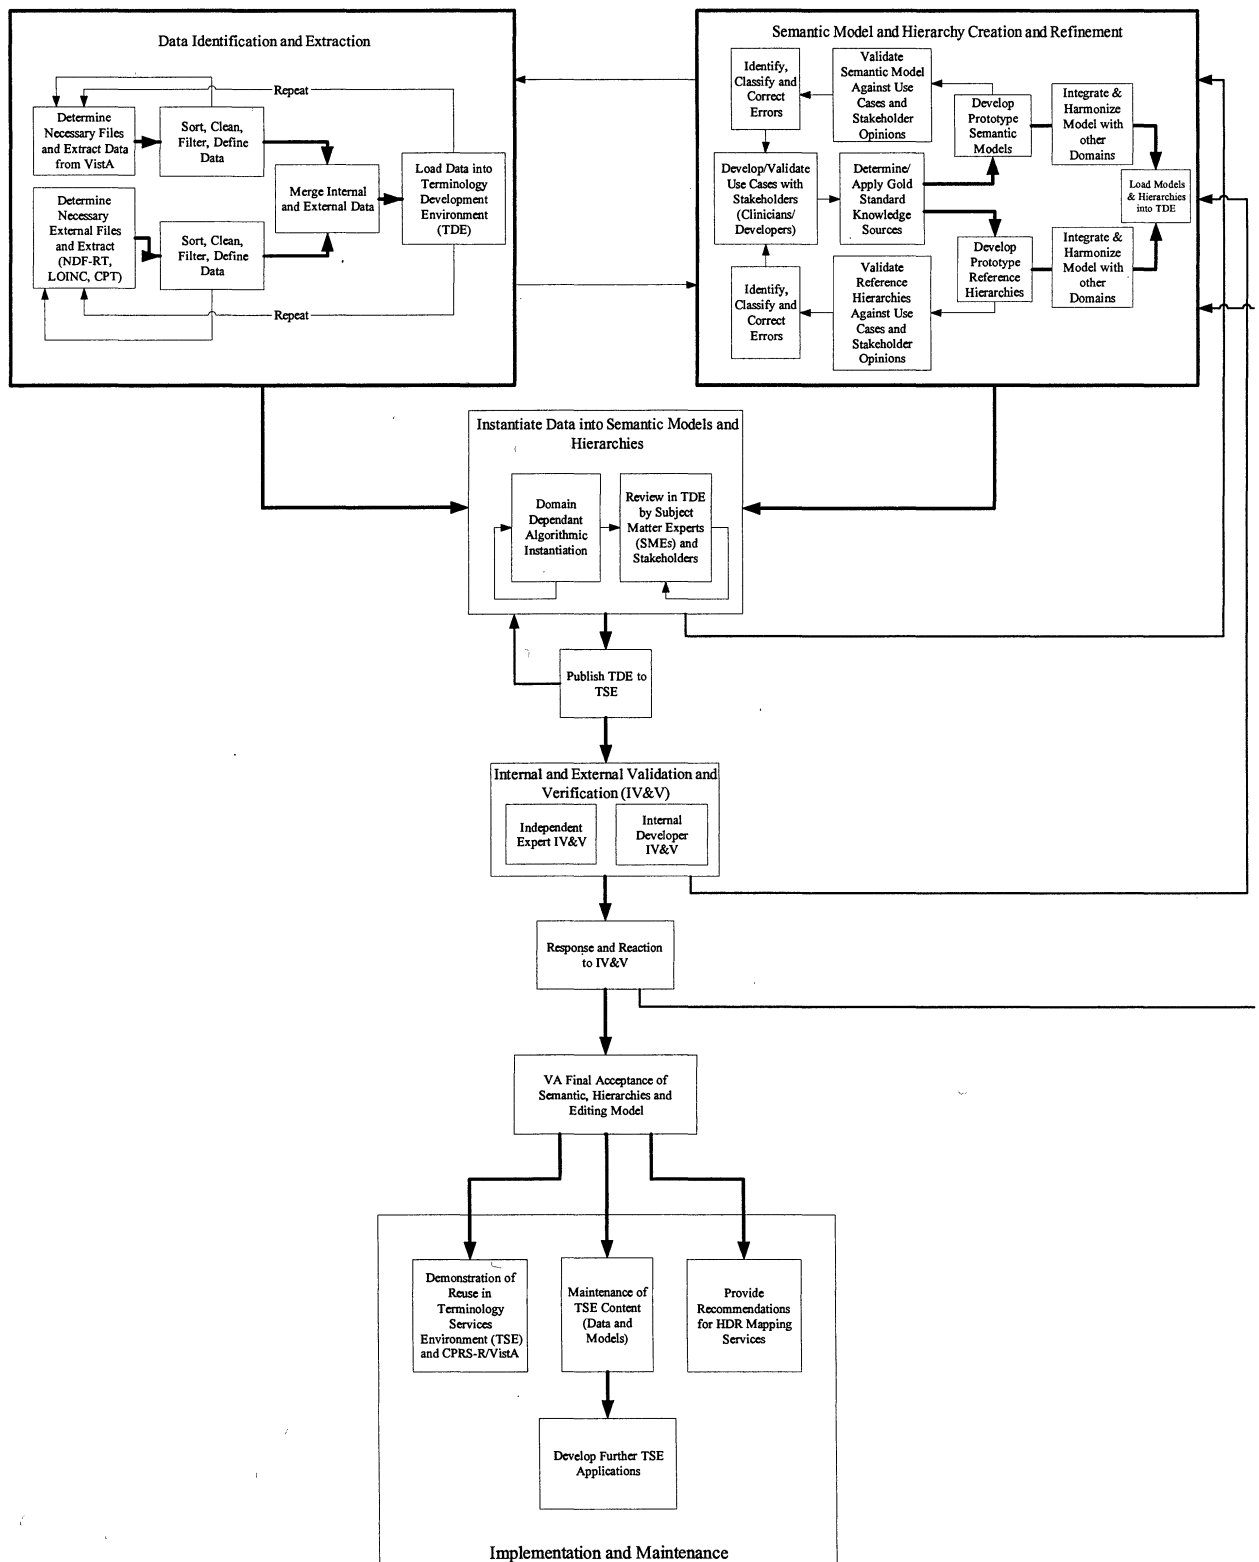 Data Identification and Extraction
Repeat
Determine
Necessary Files
and Extract Data
from VistA
Sort, Clean,
Filter, Define
Data
Merge Internal
and External Data
Load Data into
Terminology
Development
Environment
(TDE)
Determine
Necessary
External Files
and Extract
(NDF-RT,
LOINC, CPT)
Sort, Clean,
Filter, Define
Data
Repeat
Semantic Model and Hierarchy Creation and Refinement
Identify,
Classify and
Correct
Errors
Validate
Semantic Model
Against Use
Cases and
Stakeholder
Opinions
Develop
Prototype
Semantic
Models
Integrate &
Harmonize
Model with
other
Domains
Develop/Validate
Use Cases with
Stakeholders
(Clinicians/
Developers)
Determine/
Apply Gold
Standard
Knowledge
Sources
Load Models
& Hierarchies
into TDE
Identify,
Classify and
Correct
Errors
Validate
Reference
Hierarchies
Against Use
Cases and
Stakeholder
Opinions
Develop
Prototype
Reference
Hierarchies
Integrate &
Harmonize
Model with
other
Domains
Instantiate Data into Semantic Models and
Hierarchies
Domain
Dependant
Algorithmic
Instantiation
Review in TDE
by Subject
Matter Experts
(SMEs) and
Stakeholders
Publish TDE to
TSE
Internal and External Validation and
Verification (IV&V)
Independent
Expert IV&V
Internal
Developer
IV&V
Response and Reaction
to IV&V
VA Final Acceptance of
Semantic, Hierarchies and
Editing Model
Demonstration of
Reuse in
Terminology
Services
Environment (TSE)
and CPRS-R/VistA
Maintenance of
TSE Content
(Data and
Models)
Provide
Recommendations
for HDR Mapping
Services
Develop Further TSE
Applications
Implementation and Maintenance